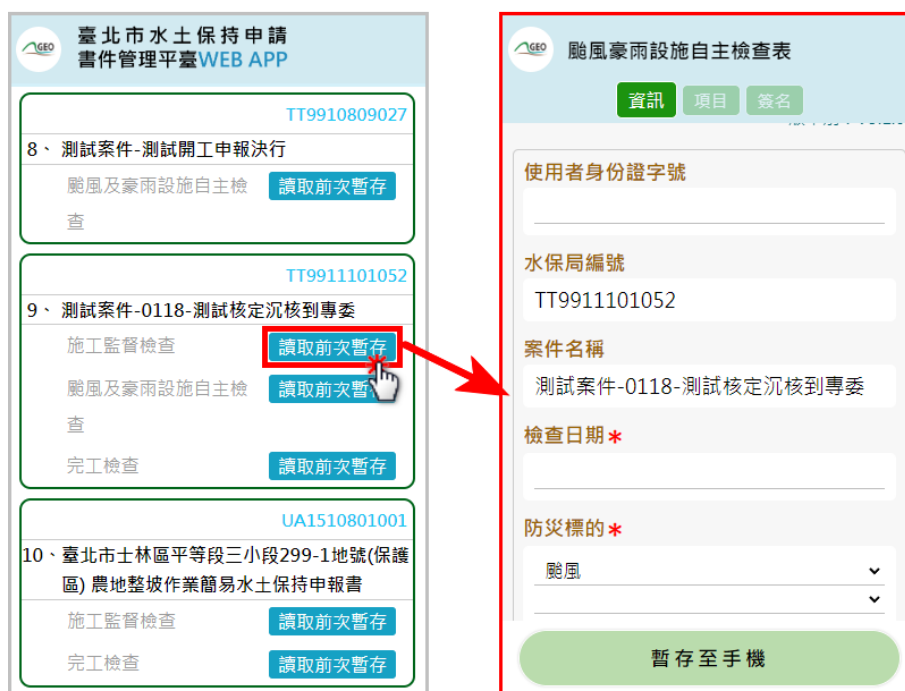 GEO
臺北市水土保持申請
書件管理平臺WEB APP
TT9910809027
8、 測試案件-測試開工申報決行
颱風及豪雨設施自主檢
查
讀取前次暫存
TT9911101052
9、 測試案件-0118-測試核定沉核到專委
施工監督檢查
讀取前次暫存
颱風及豪雨設施自主檢
查
讀取前次暫
完工檢查
讀取前次暫存
UA1510801001
10、臺北市士林區平等段三小段299-1地號(保護
區) 農地整坡作業簡易水土保持申報書
施工監督檢查
讀取前次暫存
完工檢查
讀取前次暫存
GEO
颱風豪雨設施自主檢查表
資訊
項目
簽名
使用者身份證字號
水保局編號
TT9911101052
案件名稱
測試案件-0118-測試核定沉核到專委
檢查日期*
防災標的*
颱風
暫存至手機